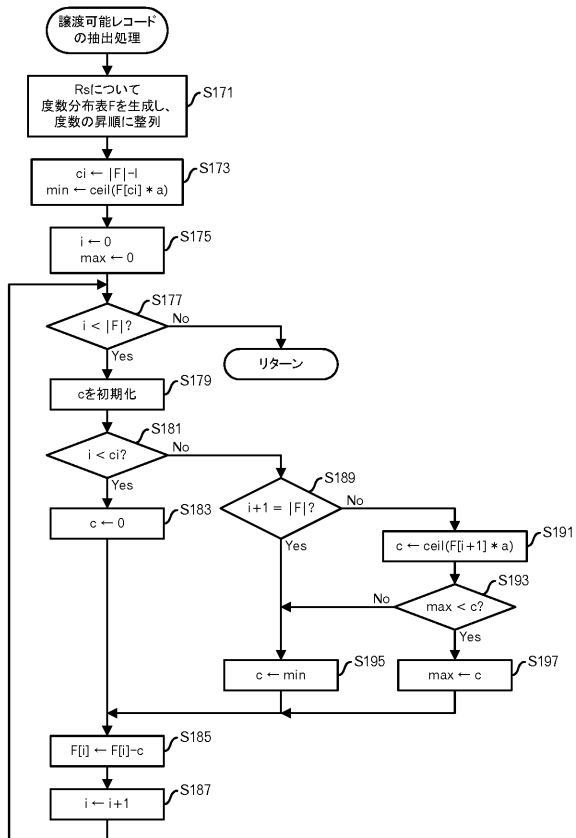 譲渡可能レコード
の抽出処理
Rsについて
度数分布表Fを生成し、
度数の昇順に整列
S171
ci ← |F|-l
min ← ceil(F[ci] * a)
S173
i ← 0
max ← 0
S175
S177
i < |F|?
No
Yes
リターン
S179
cを初期化
S181
i < ci?
No
Yes
S189
i+1 = |F|?
No
Yes
c ← 0
S183
c ← ceil(F[i+1] * a)
S191
S193
max < c?
No
Yes
c ← min
S195
max ← c
S197
F[i] ← F[i]-c
S185
i ← i+1
S187